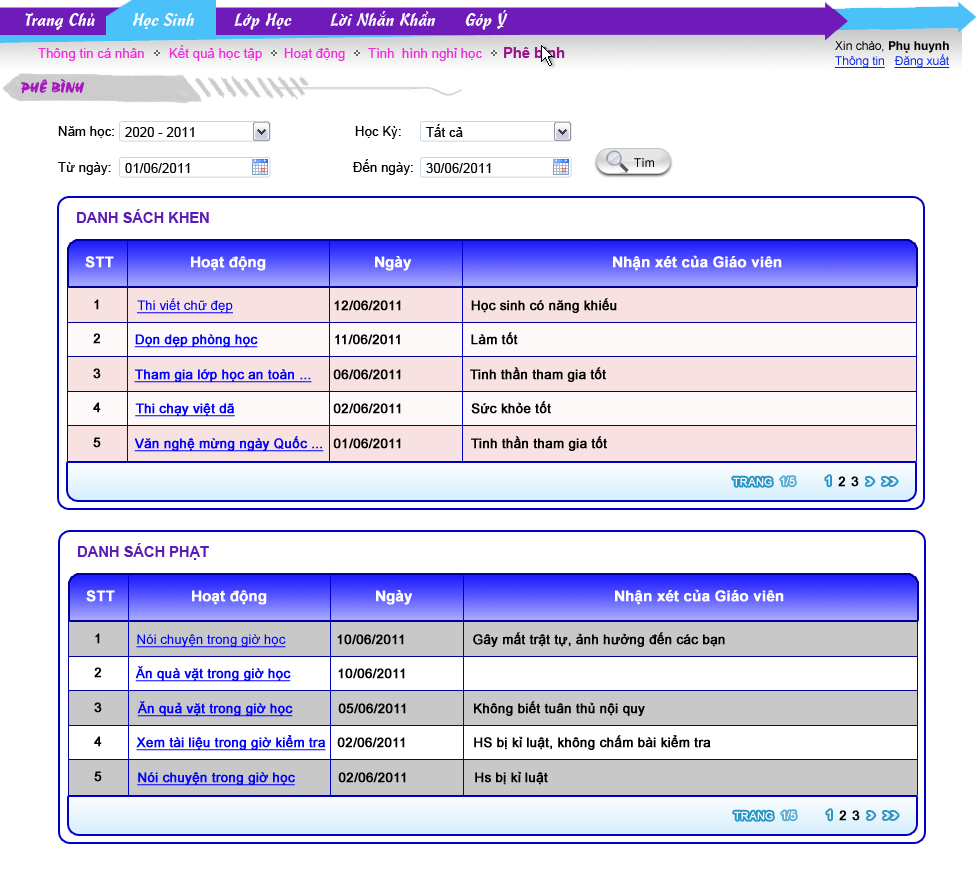 Trang Chủ Học Sinh Lớp Học Lời Nhắn Khẩn Góp Ý
Xin chào, Phụ huynh
Thông tin Đăng xuất
Thông tin cá nhân Kết quả học tập Hoạt động Tình hình nghỉ học Phê bình
PHÊ BÌNH
Năm học: 2020 - 2011 Học Kỳ: Tất cả
Từ ngày: 01/06/2011 Đến ngày: 30/06/2011 Tìm
DANH SÁCH KHEN
STT Hoạt động Ngày Nhận xét của Giáo viên
1 Thi viết chữ đẹp 12/06/2011 Học sinh có năng khiếu
2 Dọn dẹp phòng học 11/06/2011 Làm tốt
3 Tham gia lớp học an toàn ... 06/06/2011 Tinh thần tham gia tốt
4 Thi chạy việt dã 02/06/2011 Sức khỏe tốt
5 Văn nghệ mừng ngày Quốc ... 01/06/2011 Tinh thần tham gia tốt
TRANG 1/5 1 2 3 > >>
DANH SÁCH PHẠT
STT Hoạt động Ngày Nhận xét của Giáo viên
1 Nói chuyện trong giờ học 10/06/2011 Gây mất trật tự, ảnh hưởng đến các bạn
2 Ăn quà vặt trong giờ học 10/06/2011
3 Ăn quả vặt trong giờ học 05/06/2011 Không biết tuân thủ nội quy
4 Xem tài liệu trong giờ kiểm tra 02/06/2011 HS bị kỉ luật, không chấm bài kiểm tra
5 Nói chuyện trong giờ học 02/06/2011 Hs bị kỉ luật
TRANG 1/5 1 2 3 > >>